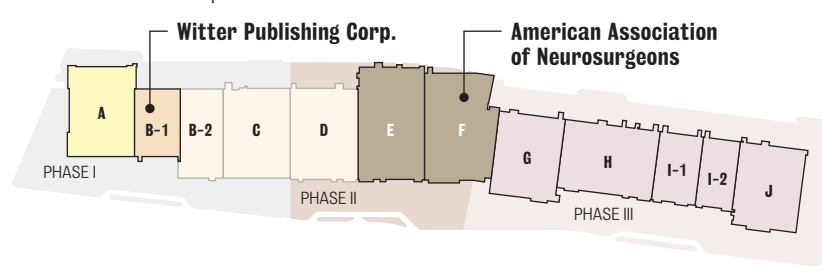 Witter Publishing Corp.
American Association
of Neurosurgeons
A
B-1
B-2
C
D
E
F
G
H
I-1
I-2
J
PHASE I
PHASE II
PHASE III